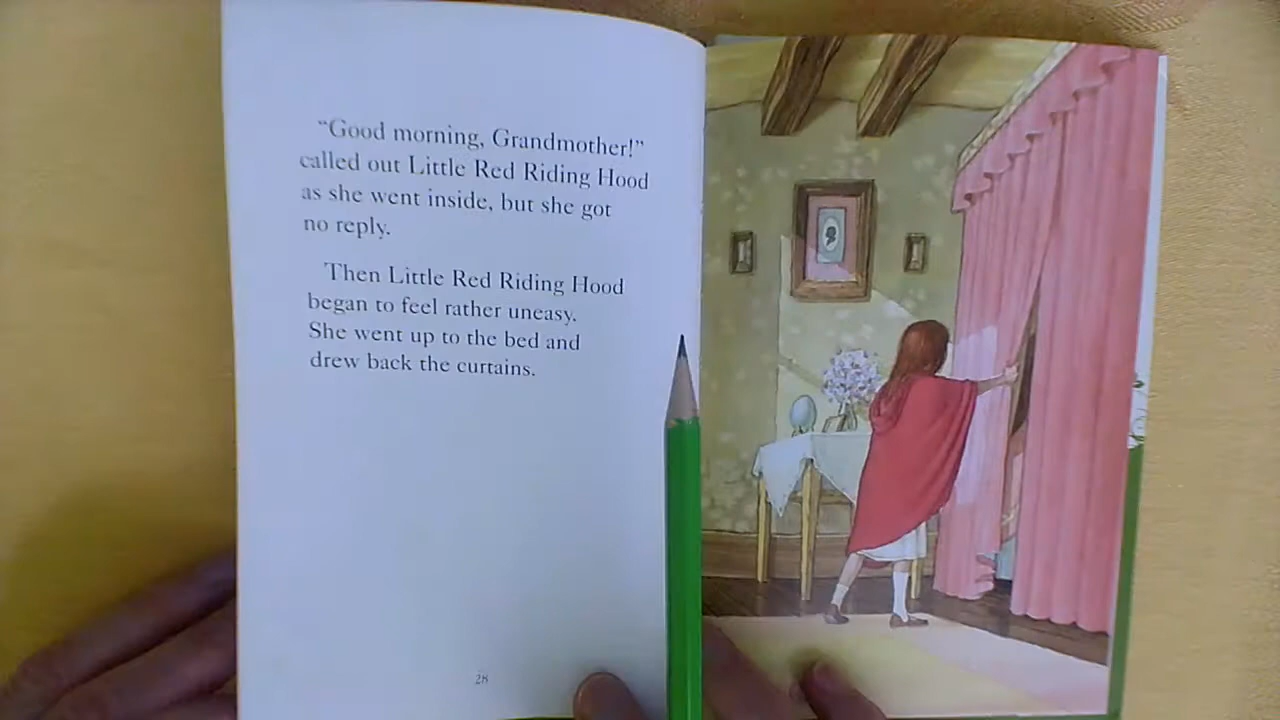 “Good morning, Grandmother!”
called out Little Red Riding Hood
as she went inside, but she got
no reply.
Then Little Red Riding Hood
began to feel rather uneasy.
She went up to the bed and
drew back the curtains.
28